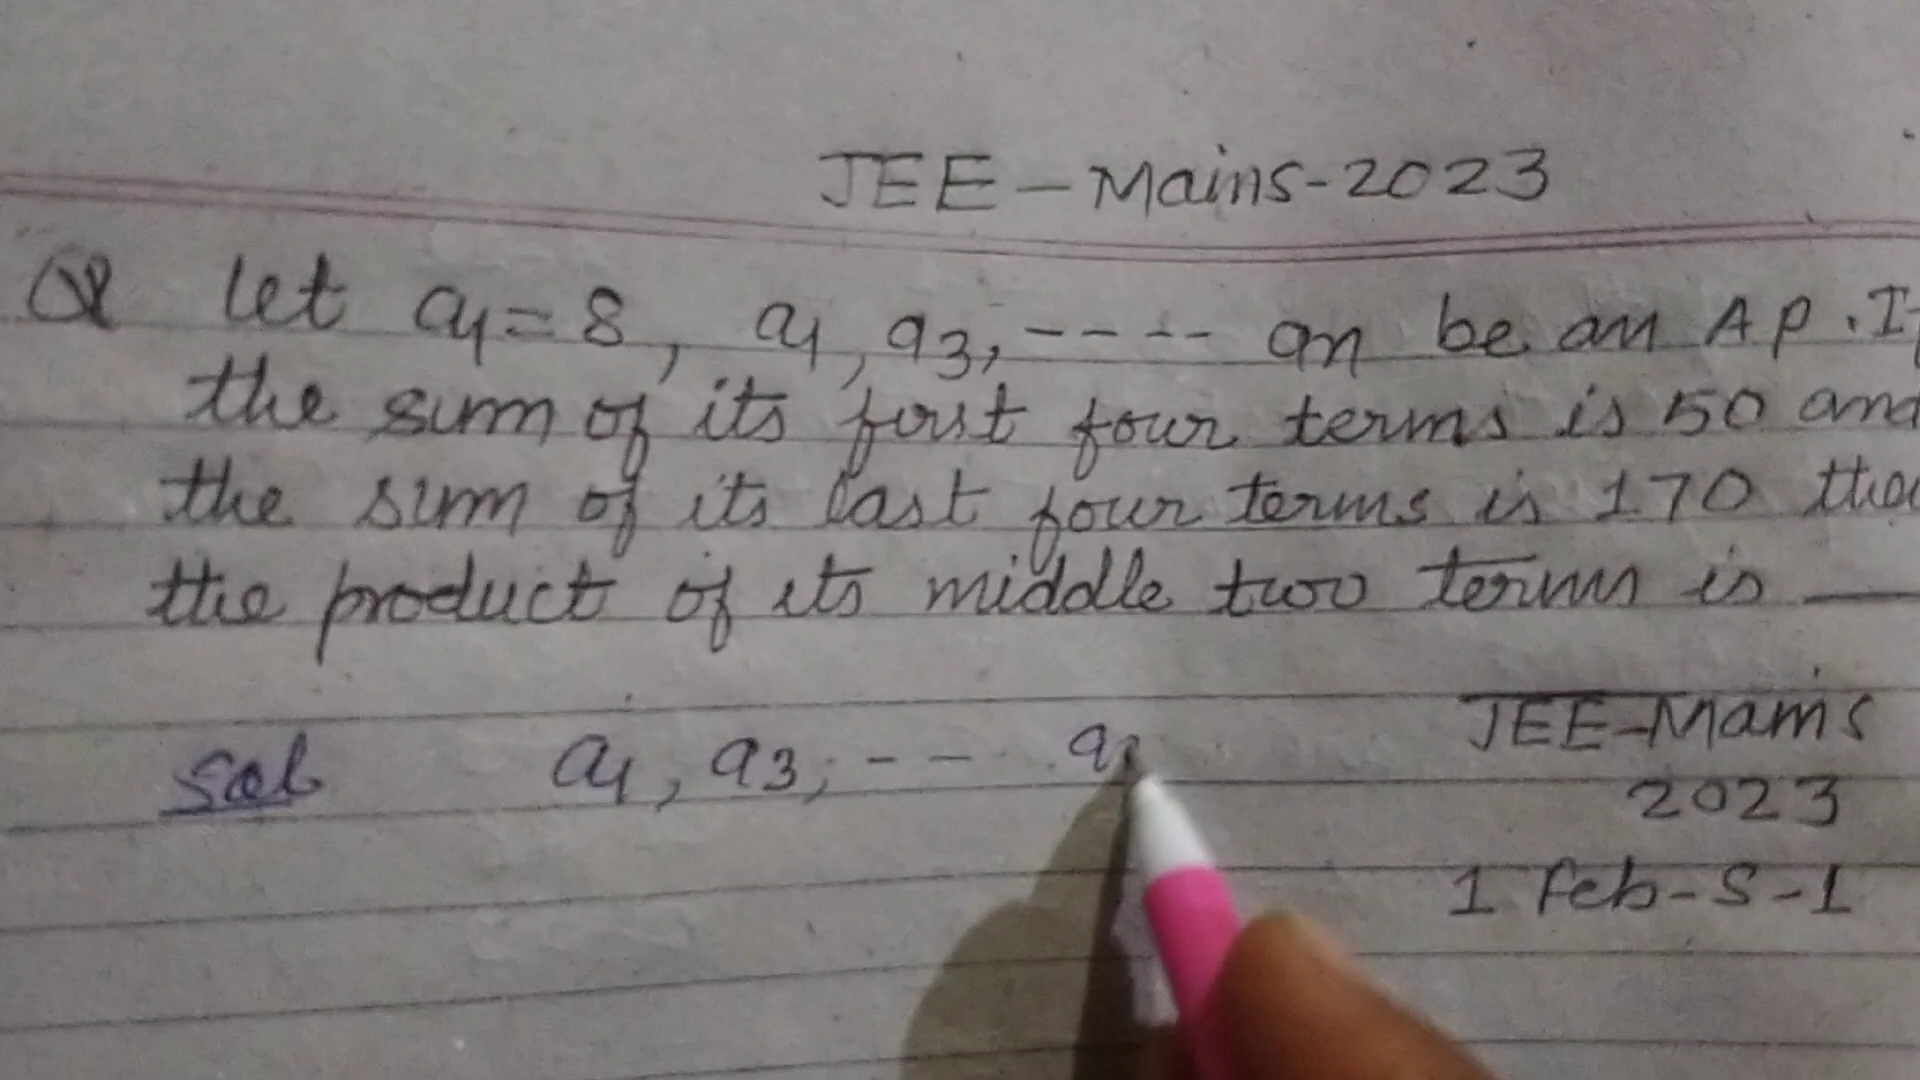 JEE-Mains-2023
Q let a1=8, a1, a3, ---- an be an AP. If
the sum of its first four terms is 50 and
the sum of its last four terms is 170 the
the product of its middle two terms is __
JEE-Mains
Sol a1, a3, --- a
2023
1 Feb-S-1